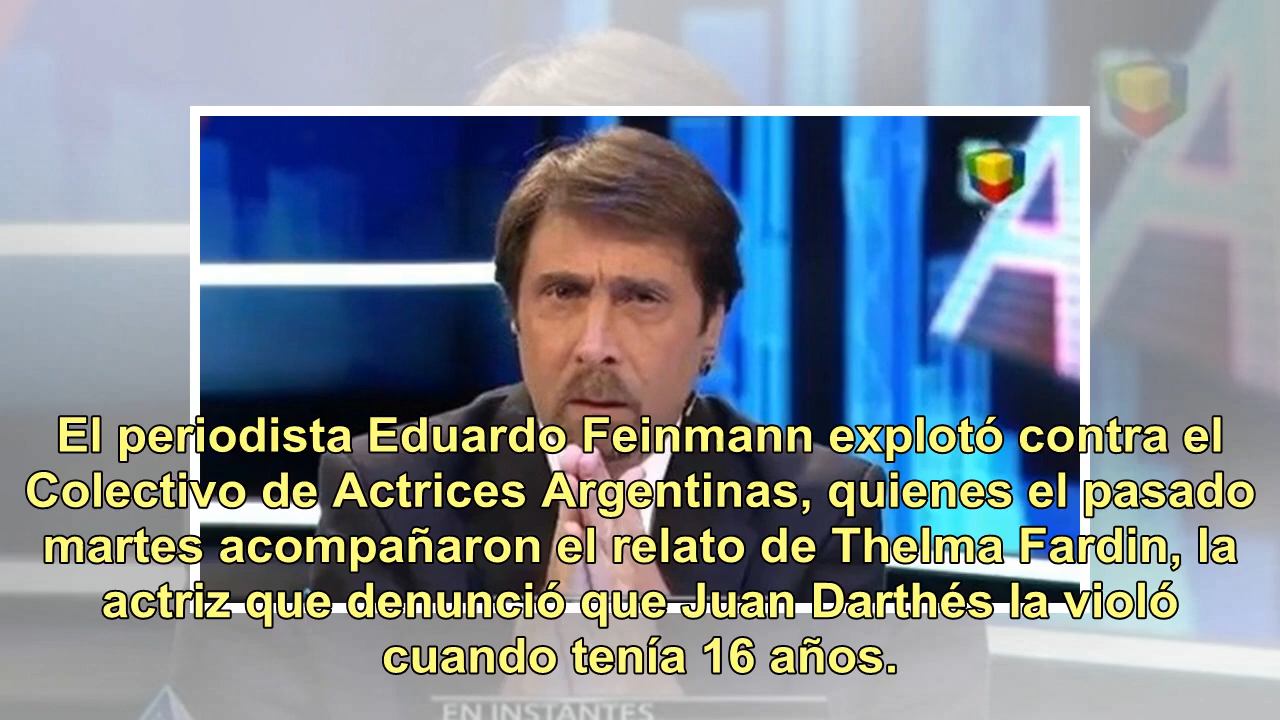 El periodista Eduardo Feinmann explotó contra el
Colectivo de Actrices Argentinas, quienes el pasado
martes acompañaron el relato de Thelma Fardin, la
actriz que denunció que Juan Darthés la violó
cuando tenía 16 años.
EN INSTANTES